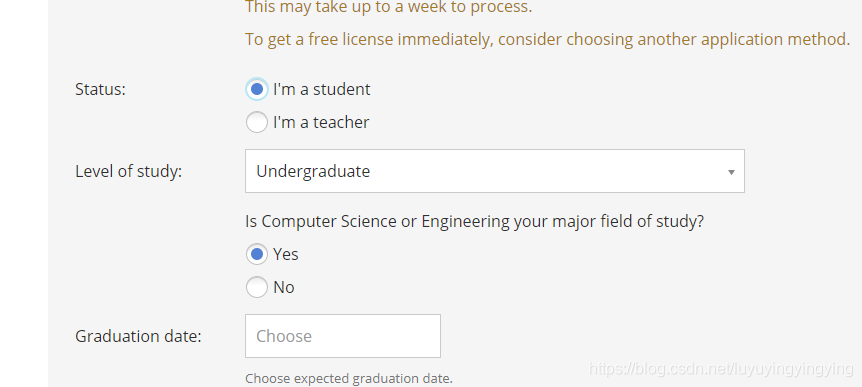 This may take up to a week to process.
To get a free license immediately, consider choosing another application method.
Status:
I'm a student
I'm a teacher
Level of study:
Undergraduate
Is Computer Science or Engineering your major field of study?
Yes
No
Graduation date:
Choose
Choose expected graduation date.
https://blog.csdn.net/luyuyingyingying